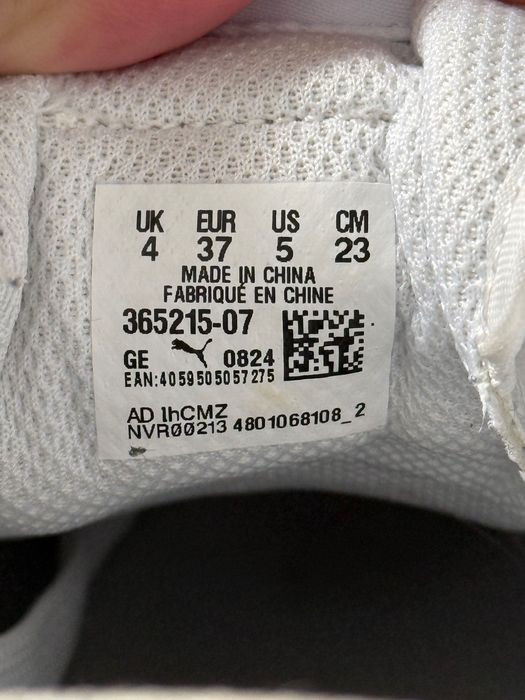 UK EUR US CM
4 37 5 23
MADE IN CHINA
FABRIQUÉ EN CHINE
365215-07
GE 0824
EAN:4059505057275
AD lhCMZ
NVR00213 4801068108_2